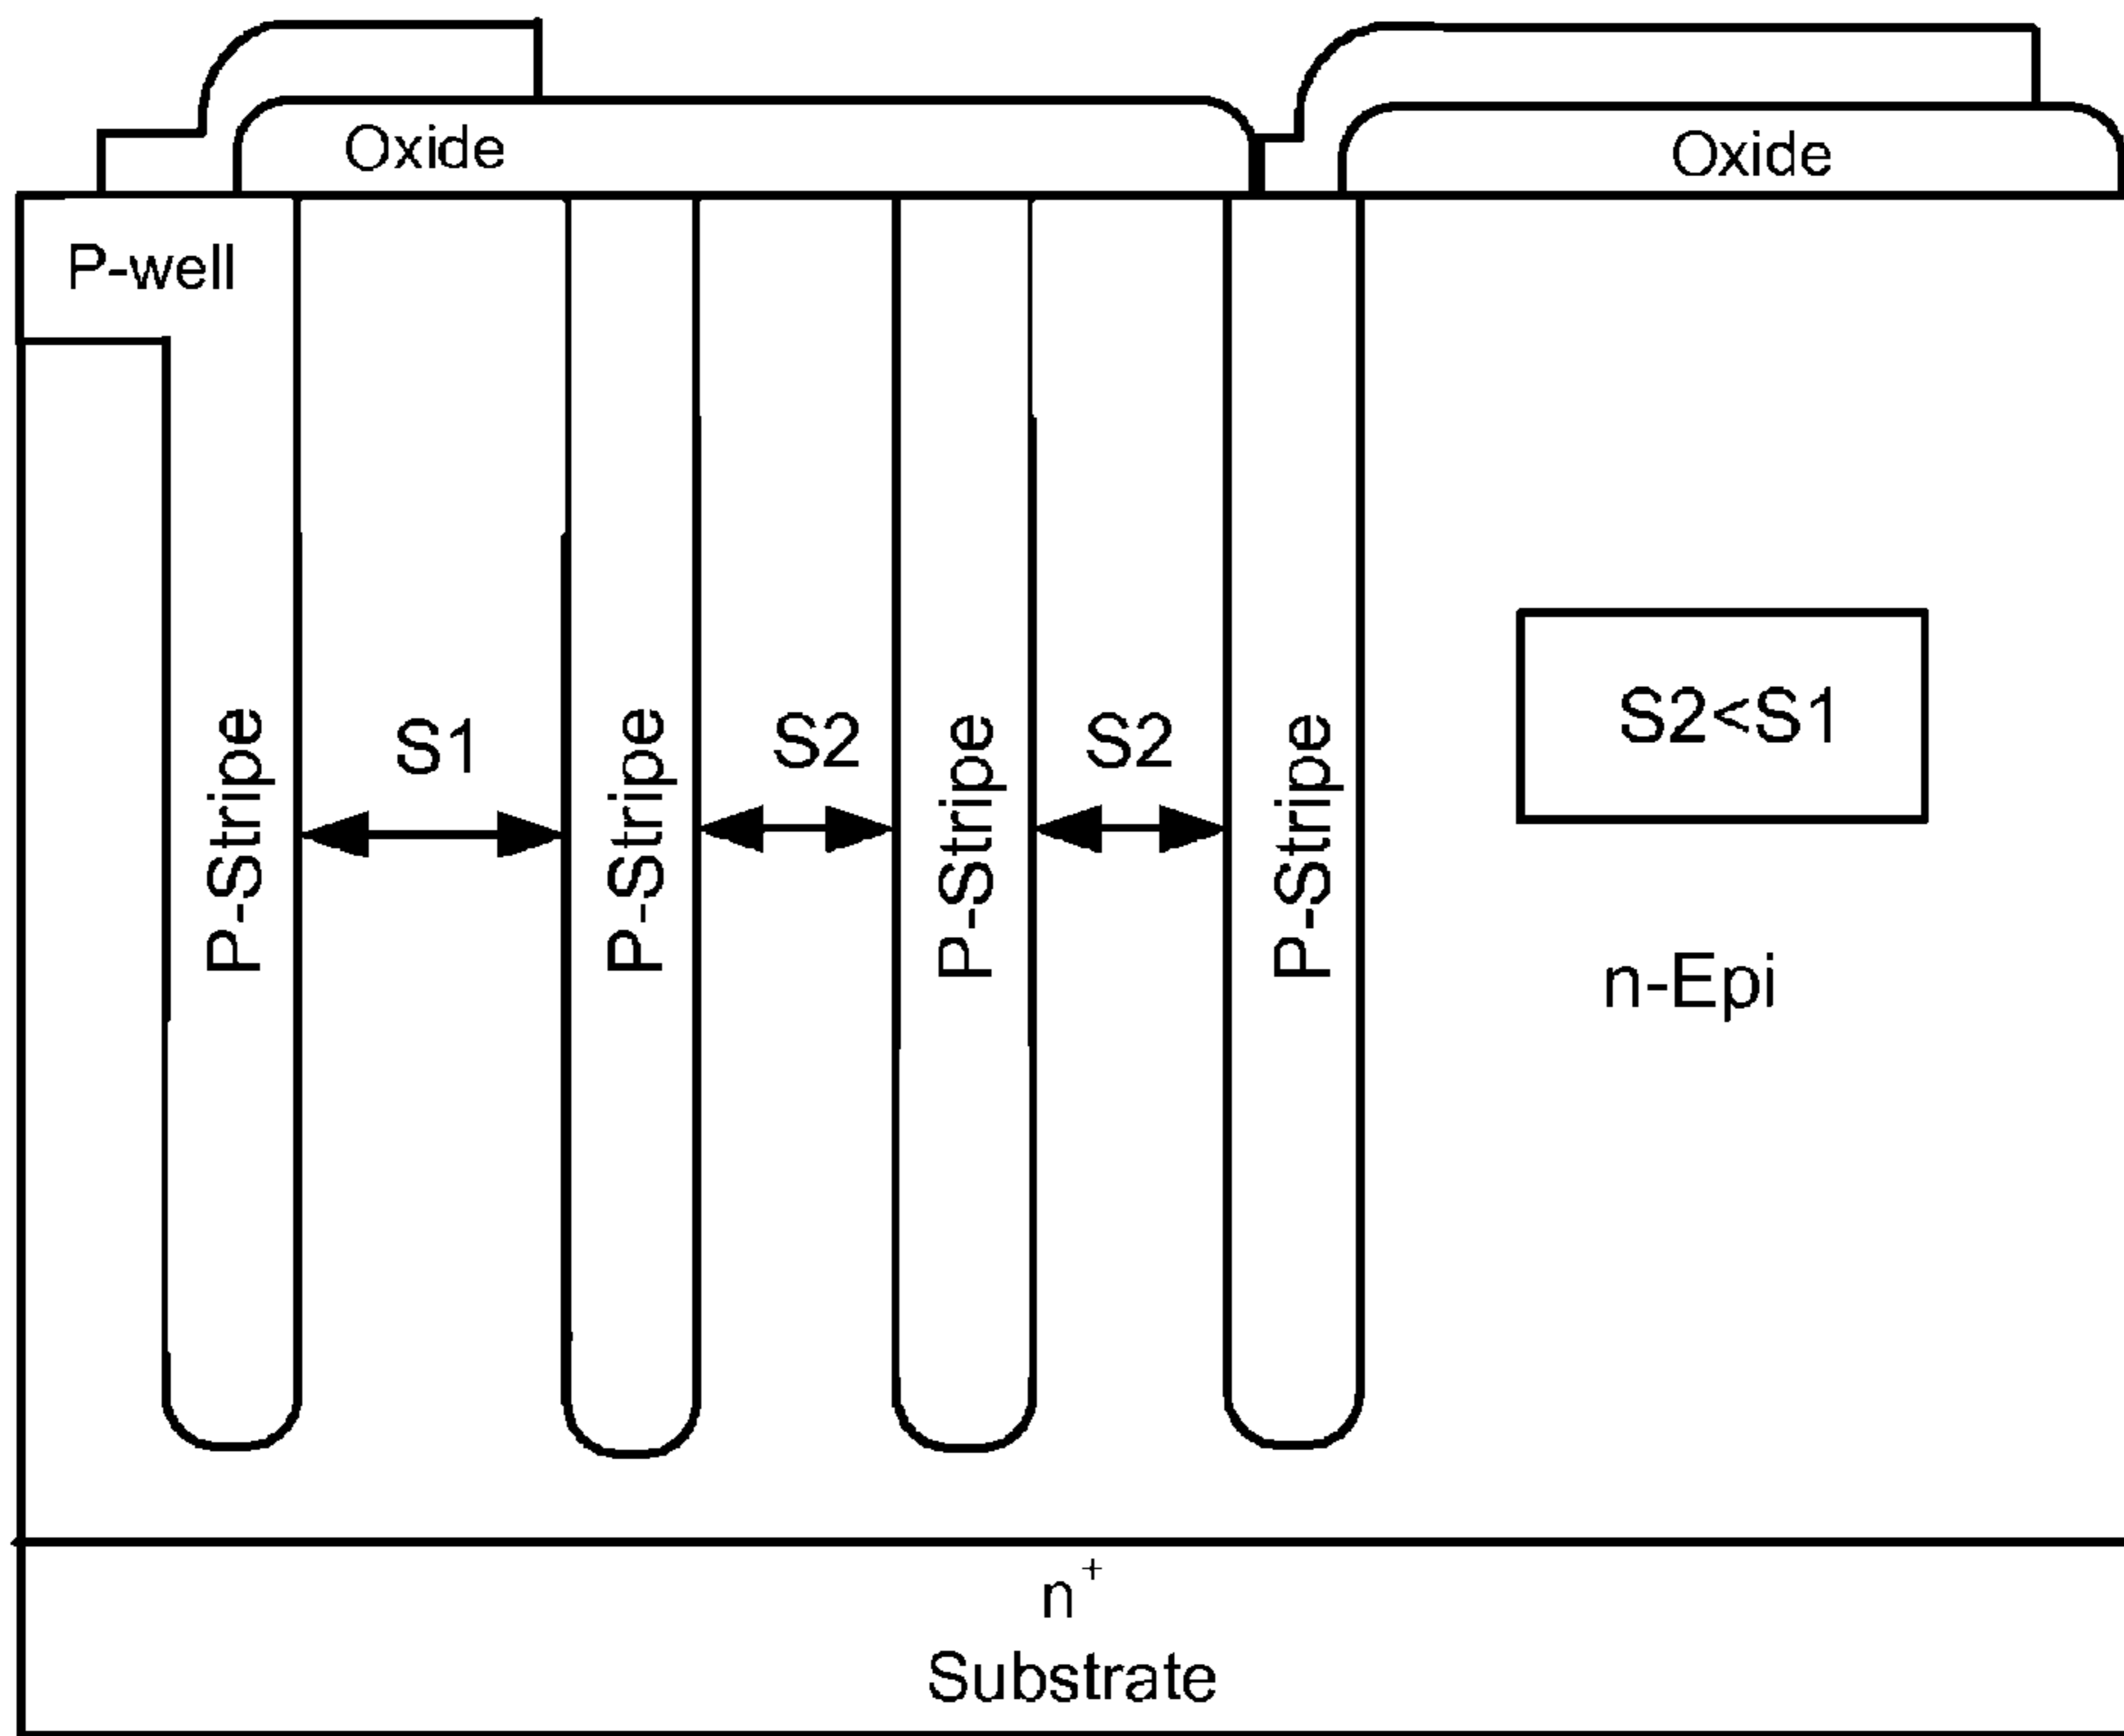 Oxide
Oxide
P-well
P-Stripe
S1
P-Stripe
S2
P-Stripe
S2
P-Stripe
S2<S1
n-Epi
n⁺
Substrate